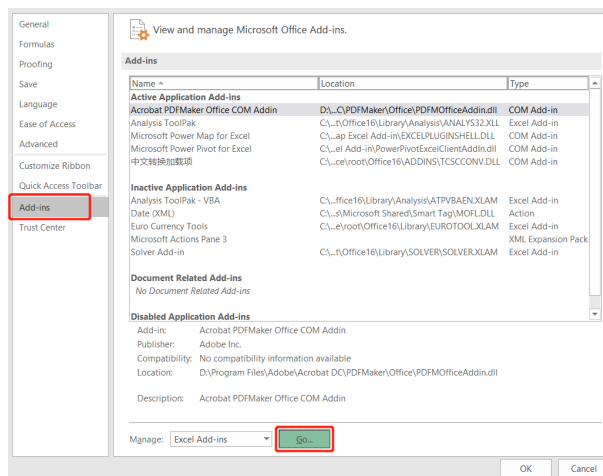 General
Formulas
Proofing
Save
Language
Ease of Access
Advanced
Customize Ribbon
Quick Access Toolbar
Add-ins
Trust Center
View and manage Microsoft Office Add-ins.
Add-ins
Name Location Type
Active Application Add-ins
Acrobat PDFMaker Office COM Addin D:\...C\PDFMaker\Office\PDFMOfficeAddin.dll COM Add-in
Analysis ToolPak C:\...t\Office16\Library\Analysis\ANALYS32.XLL Excel Add-in
Microsoft Power Map for Excel C:\...ap Excel Add-in\EXCELPLUGINSHELL.DLL COM Add-in
Microsoft Power Pivot for Excel C:\...el Add-in\PowerPivotExcelClientAddIn.dll COM Add-in
中文转换加载项 C:\...ce\root\Office16\ADDINS\TCSCCONV.DLL COM Add-in
Inactive Application Add-ins
Analysis ToolPak - VBA C:\...ffice16\Library\Analysis\ATPVBAEN.XLAM Excel Add-in
Date (XML) C:\...s\Microsoft Shared\Smart Tag\MOFL.DLL Action
Euro Currency Tools C:\...e\root\Office16\Library\EUROTOOL.XLAM Excel Add-in
Microsoft Actions Pane 3 XML Expansion Pack
Solver Add-in C:\...t\Office16\Library\SOLVER\SOLVER.XLAM Excel Add-in
Document Related Add-ins
No Document Related Add-ins
Disabled Application Add-ins
Add-in: Acrobat PDFMaker Office COM Addin
Publisher: Adobe Inc.
Compatibility: No compatibility information available
Location: D:\Program Files\Adobe\Acrobat DC\PDFMaker\Office\PDFMOfficeAddin.dll
Description: Acrobat PDFMaker Office COM Addin
Manage: Excel Add-ins Go...
OK Cancel